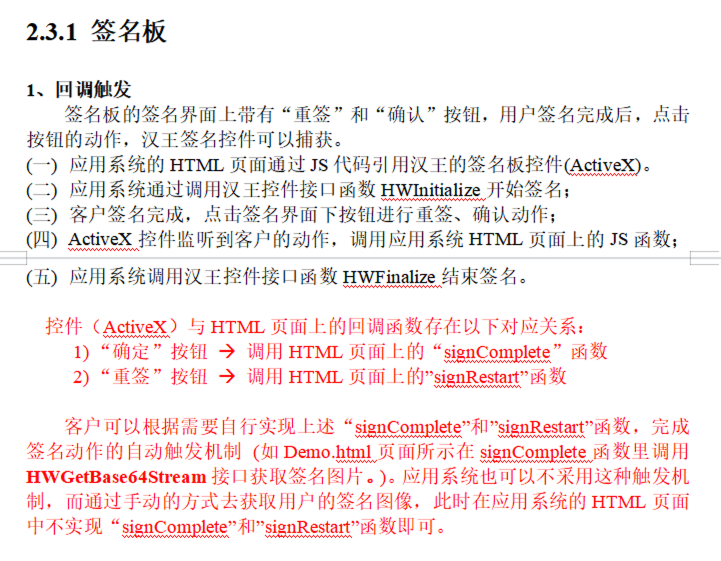 2.3.1 签名板
1、回调触发
签名板的签名界面上带有“重签”和“确认”按钮，用户签名完成后，点击
按钮的动作，汉王签名控件可以捕获。
(一) 应用系统的 HTML 页面通过 JS 代码引用汉王的签名板控件(ActiveX)。
(二) 应用系统通过调用汉王控件接口函数 HWInitialize 开始签名；
(三) 客户签名完成，点击签名界面下按钮进行重签、确认动作；
(四) ActiveX 控件监听到客户的动作，调用应用系统 HTML 页面上的 JS 函数；
(五) 应用系统调用汉王控件接口函数 HWFinalize 结束签名。
控件（ActiveX）与 HTML 页面上的回调函数存在以下对应关系：
1) “确定”按钮 → 调用 HTML 页面上的“signComplete”函数
2) “重签”按钮 → 调用 HTML 页面上的”signRestart”函数
客户可以根据需要自行实现上述“signComplete”和”signRestart”函数，完成
签名动作的自动触发机制 (如 Demo.html 页面所示在 signComplete 函数里调用
HWGetBase64Stream 接口获取签名图片。)。应用系统也可以不采用这种触发机
制，而通过手动的方式去获取用户的签名图像，此时在应用系统的 HTML 页面
中不实现“signComplete”和”signRestart”函数即可。